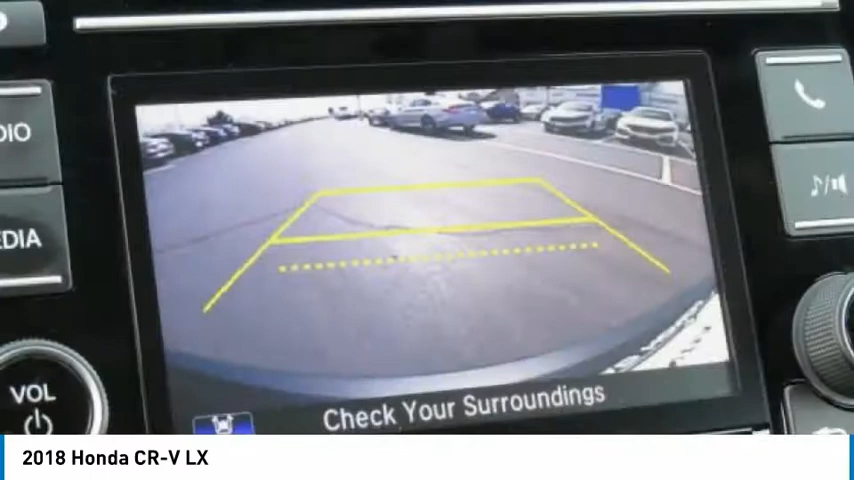 DIO
EDIA
VOL
Check Your Surroundings
2018 Honda CR-V LX